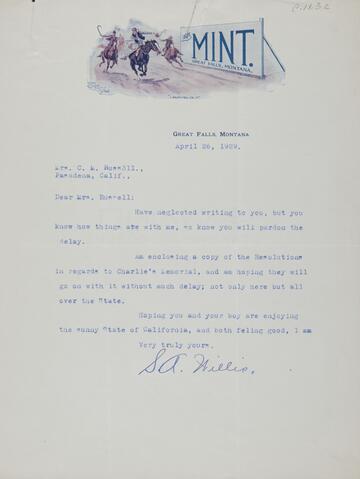 The
MINT.
GREAT FALLS, MONTANA.
GREAT FALLS, MONTANA
April 26, 1929.
Mrs. C. M. Russell.,
Pasadena, Calif.,
Dear Mrs. Russell:
Have neglected writing to you, but you
know how things are with me, so know you will pardon the
delay.
Am enclosing a copy of the Resolutions
in regards to Charlie's Memorial, and am hoping they will
go on with it without much delay; not only here but all
over the State.
Hoping you and your boy are enjoying
the sunny State of California, and both feling good, I am
Very truly yours.
S. A. Willis.